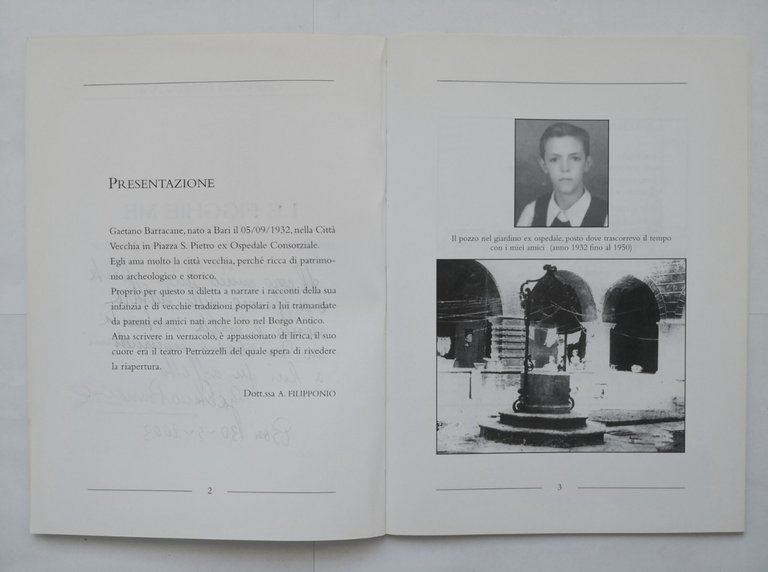 PRESENTAZIONE
Gaetano Barracane, nato a Bari il 05/09/1932, nella Città
Vecchia in Piazza S. Pietro ex Ospedale Consorziale.
Egli ama molto la città vecchia, perché ricca di patrimo-
nio archeologico e storico.
Proprio per questo si diletta a narrare i racconti della sua
infanzia e di vecchie tradizioni popolari a lui tramandate
da parenti ed amici nati anche loro nel Borgo Antico.
Ama scrivere in vernacolo, è appassionato di lirica, il suo
cuore era il teatro Petruzzelli del quale spera di rivedere
la riapertura.
Dott.ssa A. FILIPPONIO
2
Il pozzo nel giardino ex ospedale, posto dove trascorrevo il tempo
con i miei amici (anno 1932 fino al 1950)
3